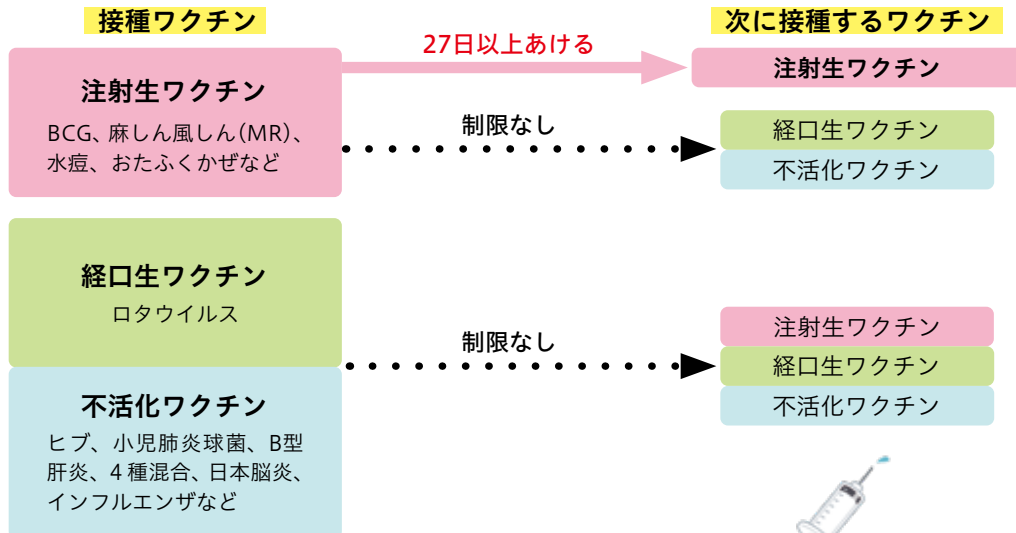 接種ワクチン
次に接種するワクチン
注射生ワクチン
BCG、麻しん風しん(MR)、
水痘、おたふくかぜなど
27日以上あける
注射生ワクチン
制限なし
経口生ワクチン
不活化ワクチン
経口生ワクチン
ロタウイルス
不活化ワクチン
ヒブ、小児肺炎球菌、B型
肝炎、4種混合、日本脳炎、
インフルエンザなど
制限なし
注射生ワクチン
経口生ワクチン
不活化ワクチン